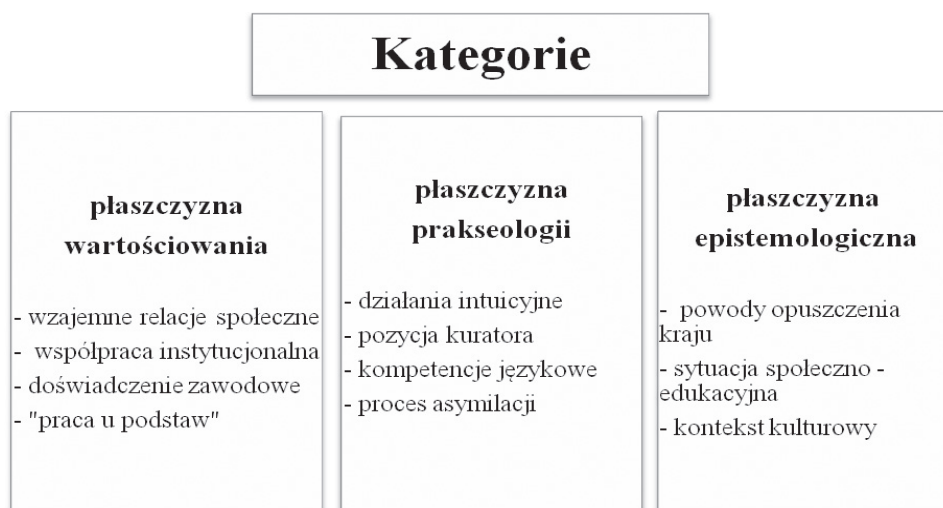 Kategorie
płaszczyzna
wartościowania
- wzajemne relacje społeczne
- współpraca instytucjonalna
- doświadczenie zawodowe
- "praca u podstaw"
płaszczyzna
prakseologii
- działania intuicyjne
- pozycja kuratora
- kompetencje językowe
- proces asymilacji
płaszczyzna
epistemologiczna
- powody opuszczenia
kraju
- sytuacja społeczno -
edukacyjna
- kontekst kulturowy